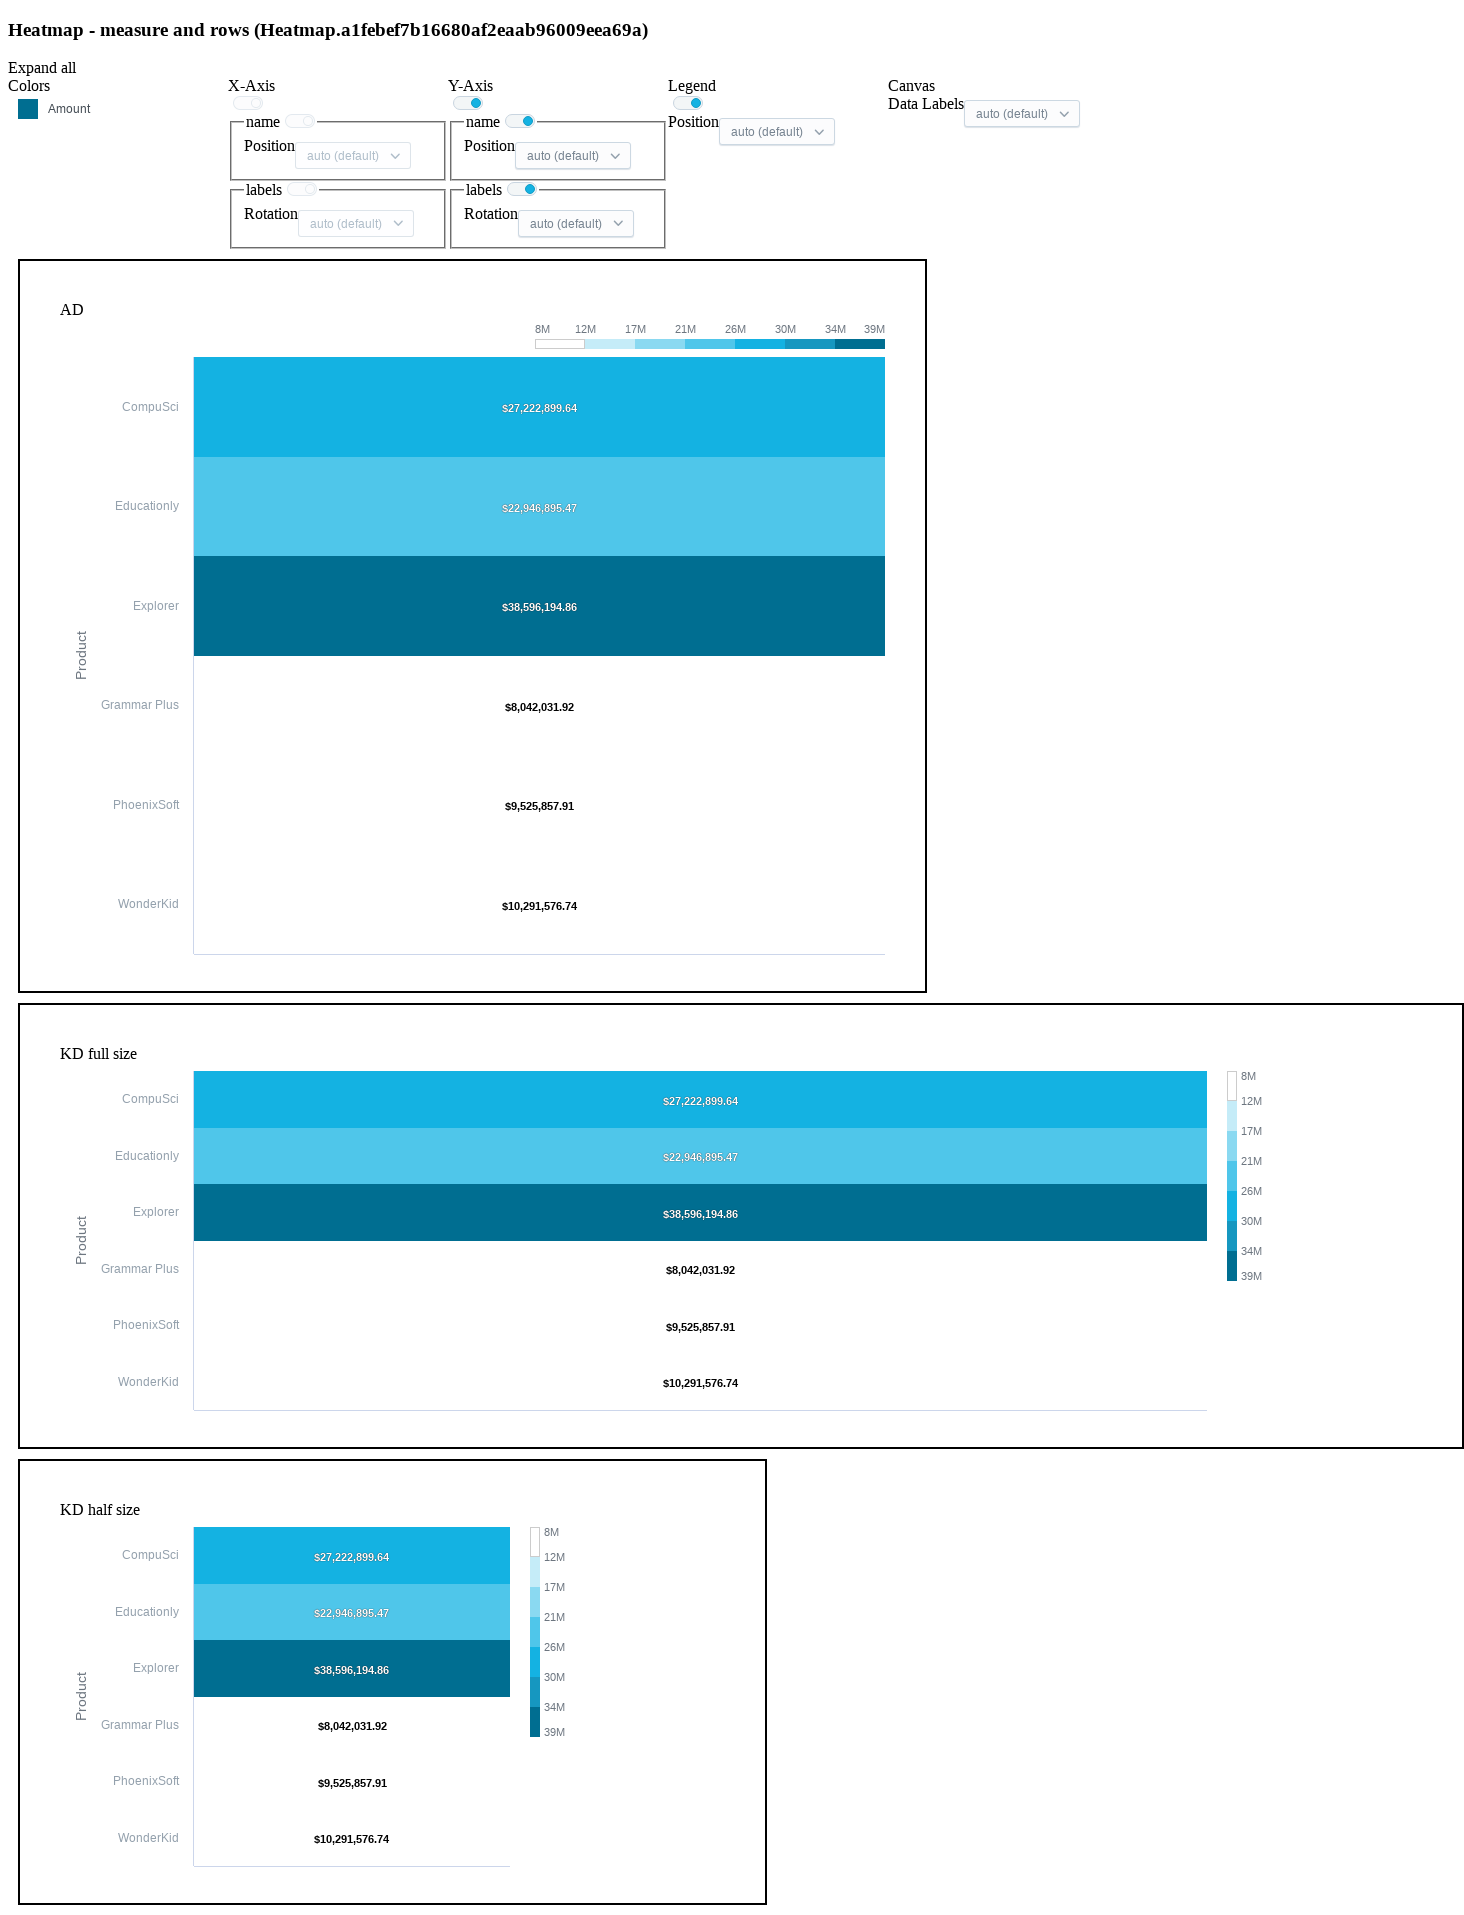 Heatmap - measure and rows (Heatmap.a1febef7b16680af2eaab96009eea69a)
Expand all
Colors
Amount
X-Axis
name
Position auto (default)
labels
Rotation auto (default)
Y-Axis
name
Position auto (default)
labels
Rotation auto (default)
Legend
Position auto (default)
Canvas
Data Labels auto (default)
AD
8M 12M 17M 21M 26M 30M 34M 39M
Product
CompuSci $27,222,899.64
Educationly $22,946,895.47
Explorer $38,596,194.86
Grammar Plus $8,042,031.92
PhoenixSoft $9,525,857.91
WonderKid $10,291,576.74
KD full size
Product
CompuSci $27,222,899.64
Educationly $22,946,895.47
Explorer $38,596,194.86
Grammar Plus $8,042,031.92
PhoenixSoft $9,525,857.91
WonderKid $10,291,576.74
8M
12M
17M
21M
26M
30M
34M
39M
KD half size
Product
CompuSci $27,222,899.64
Educationly $22,946,895.47
Explorer $38,596,194.86
Grammar Plus $8,042,031.92
PhoenixSoft $9,525,857.91
WonderKid $10,291,576.74
8M
12M
17M
21M
26M
30M
34M
39M